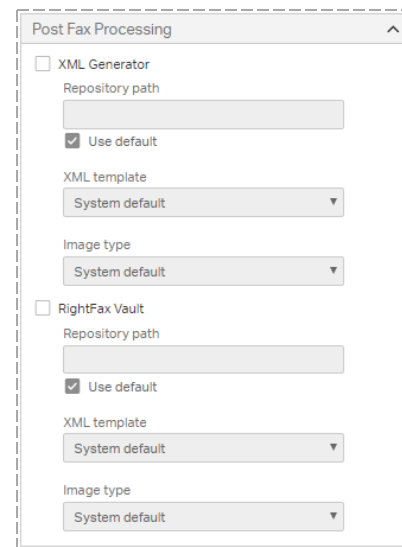 Post Fax Processing
XML Generator
Repository path
Use default
XML template
System default
Image type
System default
RightFax Vault
Repository path
Use default
XML template
System default
Image type
System default